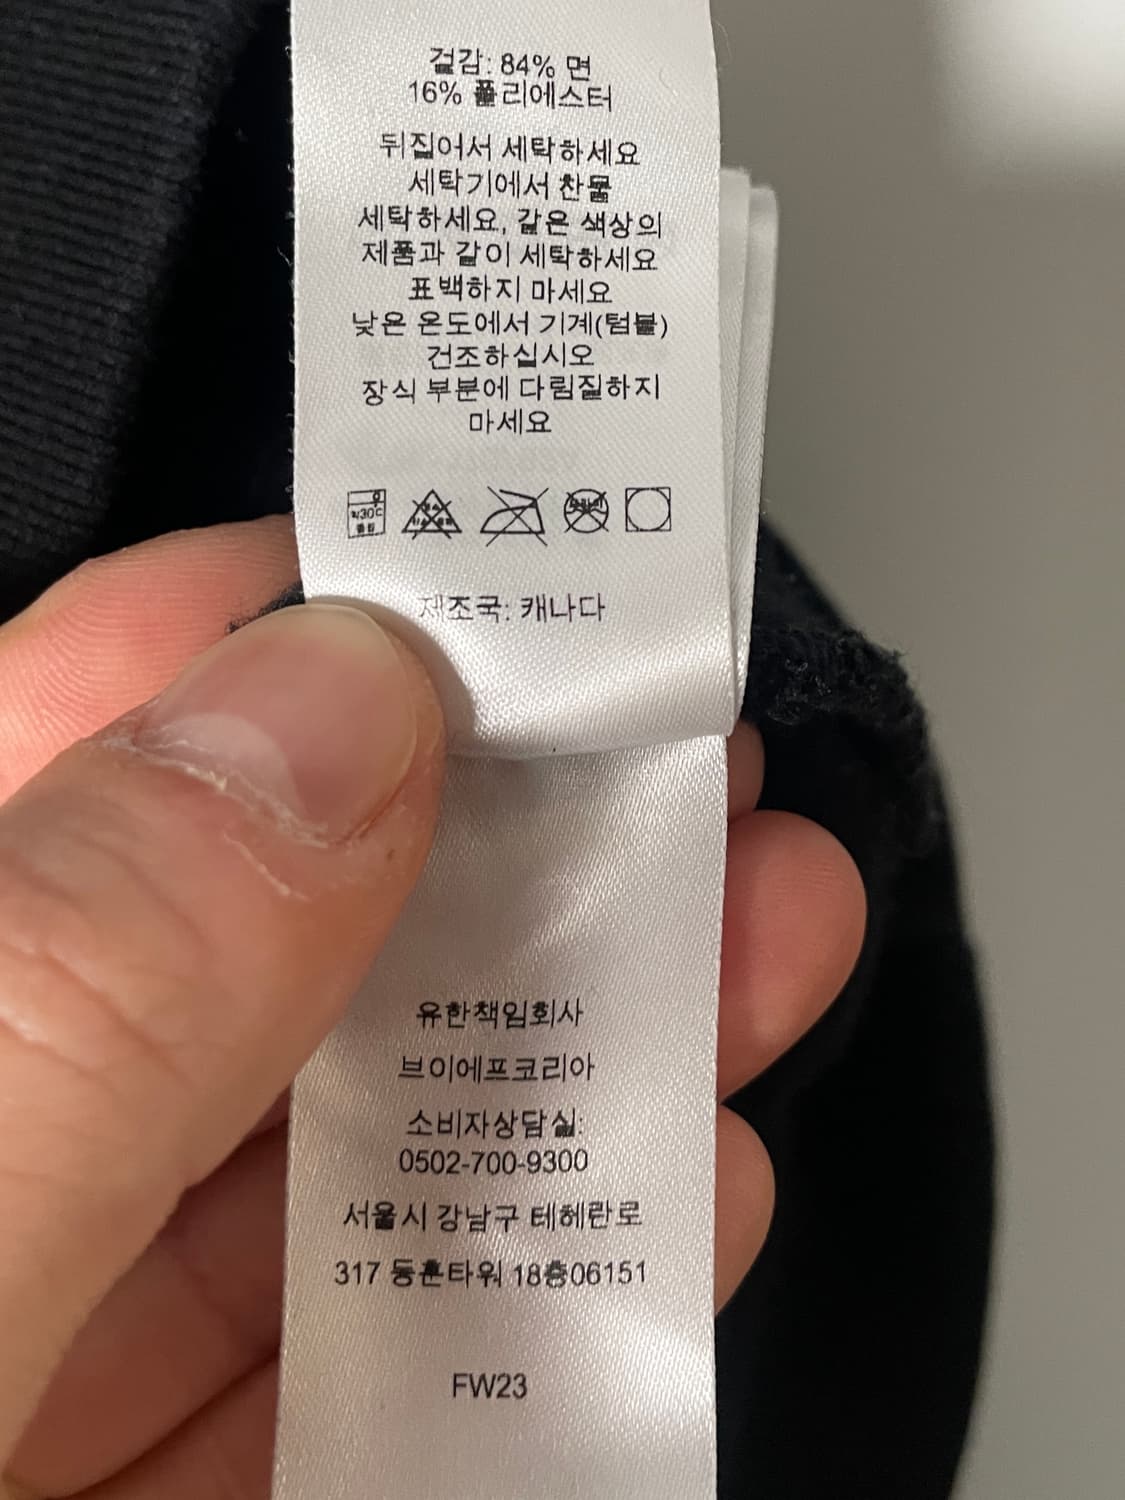 겉감: 84% 면
16% 폴리에스터
뒤집어서 세탁하세요
세탁기에서 찬물
세탁하세요, 같은 색상의
제품과 같이 세탁하세요
표백하지 마세요
낮은 온도에서 기계(텀블)
건조하십시오
장식 부분에 다림질하지
마세요
약30℃
중성
제조국: 캐나다
유한책임회사
브이에프코리아
소비자상담실:
0502-700-9300
서울시 강남구 테헤란로
317 동훈타워 18층06151
FW23